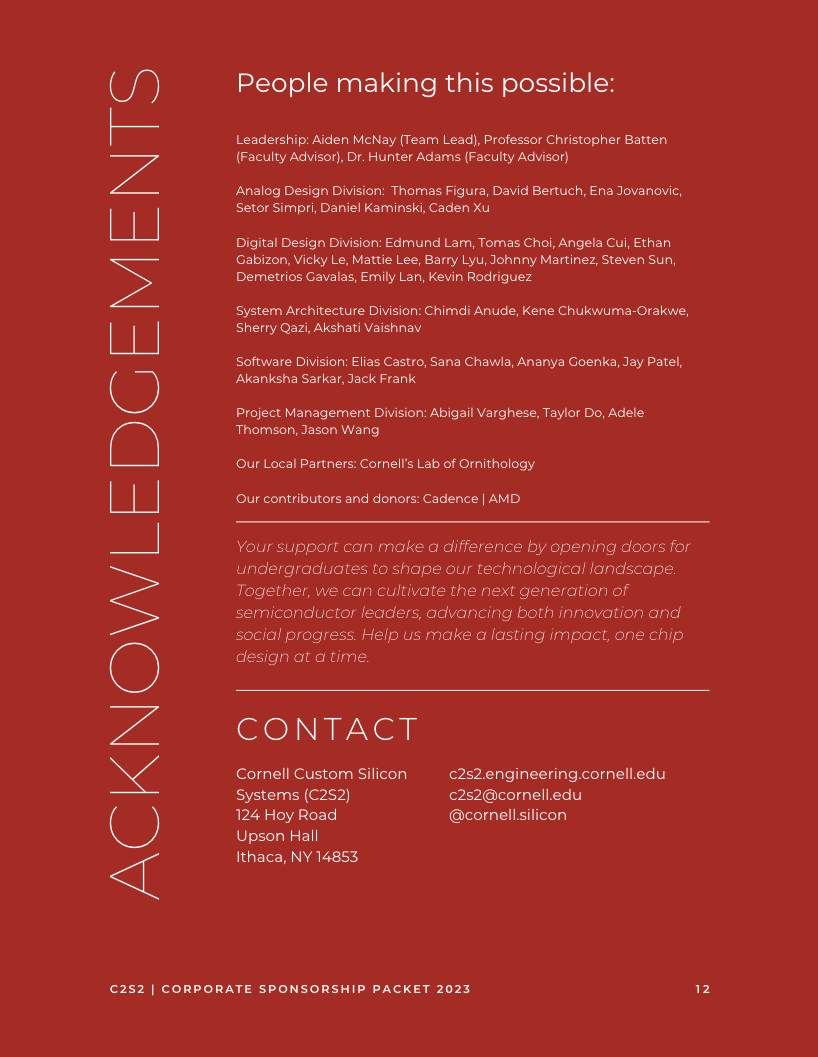 ACKNOWLEDGEMENTS
People making this possible:
Leadership: Aiden McNay (Team Lead), Professor Christopher Batten
(Faculty Advisor), Dr. Hunter Adams (Faculty Advisor)
Analog Design Division:  Thomas Figura, David Bertuch, Ena Jovanovic,
Setor Simpri, Daniel Kaminski, Caden Xu
Digital Design Division: Edmund Lam, Tomas Choi, Angela Cui, Ethan
Gabizon, Vicky Le, Mattie Lee, Barry Lyu, Johnny Martinez, Steven Sun,
Demetrios Gavalas, Emily Lan, Kevin Rodriguez
System Architecture Division: Chimdi Anude, Kene Chukwuma-Orakwe,
Sherry Qazi, Akshati Vaishnav
Software Division: Elias Castro, Sana Chawla, Ananya Goenka, Jay Patel,
Akanksha Sarkar, Jack Frank
Project Management Division: Abigail Varghese, Taylor Do, Adele
Thomson, Jason Wang
Our Local Partners: Cornell’s Lab of Ornithology
Our contributors and donors: Cadence | AMD
Your support can make a difference by opening doors for
undergraduates to shape our technological landscape.
Together, we can cultivate the next generation of
semiconductor leaders, advancing both innovation and
social progress. Help us make a lasting impact, one chip
design at a time.
CONTACT
Cornell Custom Silicon
Systems (C2S2)
124 Hoy Road
Upson Hall
Ithaca, NY 14853
c2s2.engineering.cornell.edu
c2s2@cornell.edu
@cornell.silicon
C2S2 | CORPORATE SPONSORSHIP PACKET 2023
12